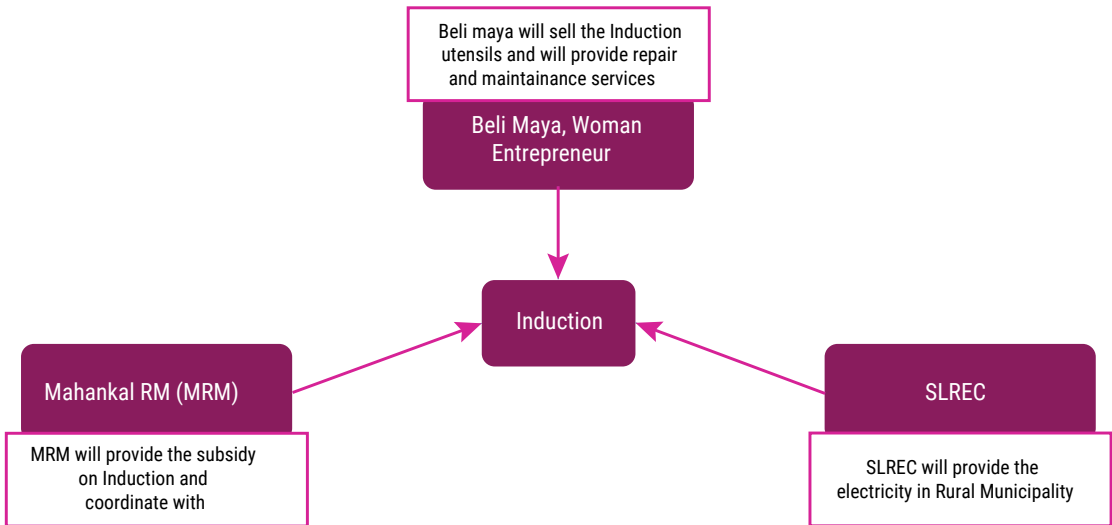 Beli maya will sell the Induction
utensils and will provide repair
and maintainance services
Beli Maya, Woman
Entrepreneur
Induction
Mahankal RM (MRM)
MRM will provide the subsidy
on Induction and
coordinate with
SLREC
SLREC will provide the
electricity in Rural Municipality